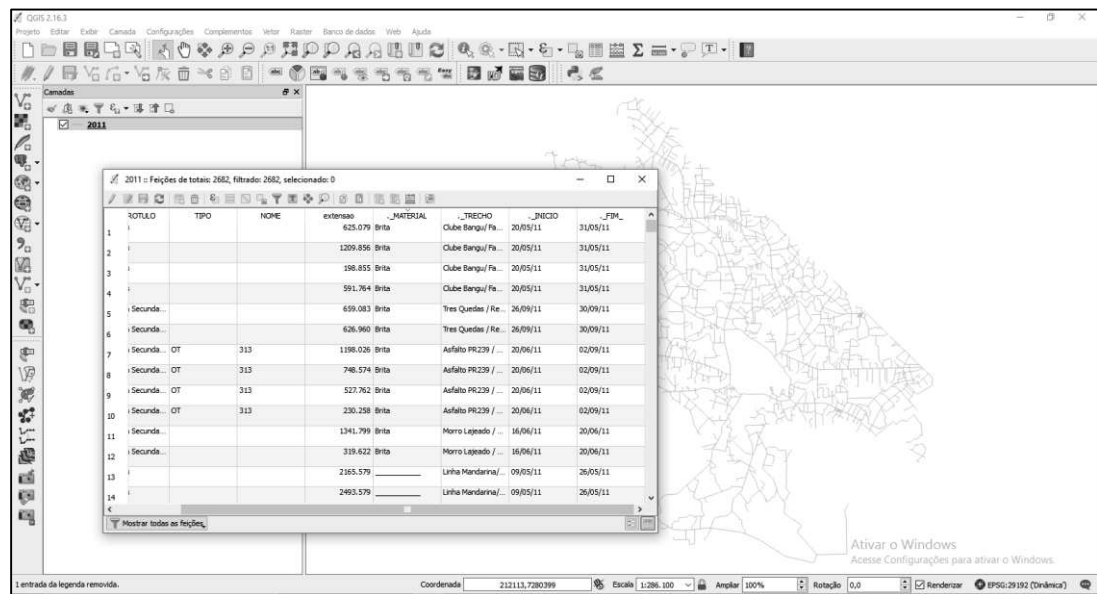 QGIS 2.16.3
Projeto Editar Exibir Camada Configurações Complementos Vetor Raster Banco de dados Web Ajuda
Camadas
2011
2011 :: Feições de totais: 2682, filtrado: 2682, selecionado: 0
ROTULO TIPO NOME extensao ._MATERIAL ._TRECHO ._INICIO ._FIM_
1 625.079 Brita Clube Bangu/ Fa... 20/05/11 31/05/11
2 1209.856 Brita Clube Bangu/ Fa... 20/05/11 31/05/11
3 198.855 Brita Clube Bangu/ Fa... 20/05/11 31/05/11
4 591.764 Brita Clube Bangu/ Fa... 20/05/11 31/05/11
5 Secunda... 659.083 Brita Tres Quedas / Re... 26/09/11 30/09/11
6 Secunda... 626.960 Brita Tres Quedas / Re... 26/09/11 30/09/11
7 Secunda... OT 313 1198.026 Brita Asfalto PR239 / ... 20/06/11 02/09/11
8 Secunda... OT 313 748.574 Brita Asfalto PR239 / ... 20/06/11 02/09/11
9 Secunda... OT 313 527.762 Brita Asfalto PR239 / ... 20/06/11 02/09/11
10 Secunda... OT 313 230.258 Brita Asfalto PR239 / ... 20/06/11 02/09/11
11 Secunda... 1341.799 Brita Morro Lajeado / ... 16/06/11 20/06/11
12 Secunda... 319.622 Brita Morro Lajeado / ... 16/06/11 20/06/11
13 2165.579 Linha Mandarina/... 09/05/11 26/05/11
14 2493.579 Linha Mandarina/... 09/05/11 26/05/11
Mostrar todas as feições
Ativar o Windows
Acesse Configurações para ativar o Windows.
1 entrada da legenda removida. Coordenada 212113,7280399 Escala 1:286.100 Ampliar 100% Rotação 0,0 Renderizar EPSG:29192 ('Dinâmica')